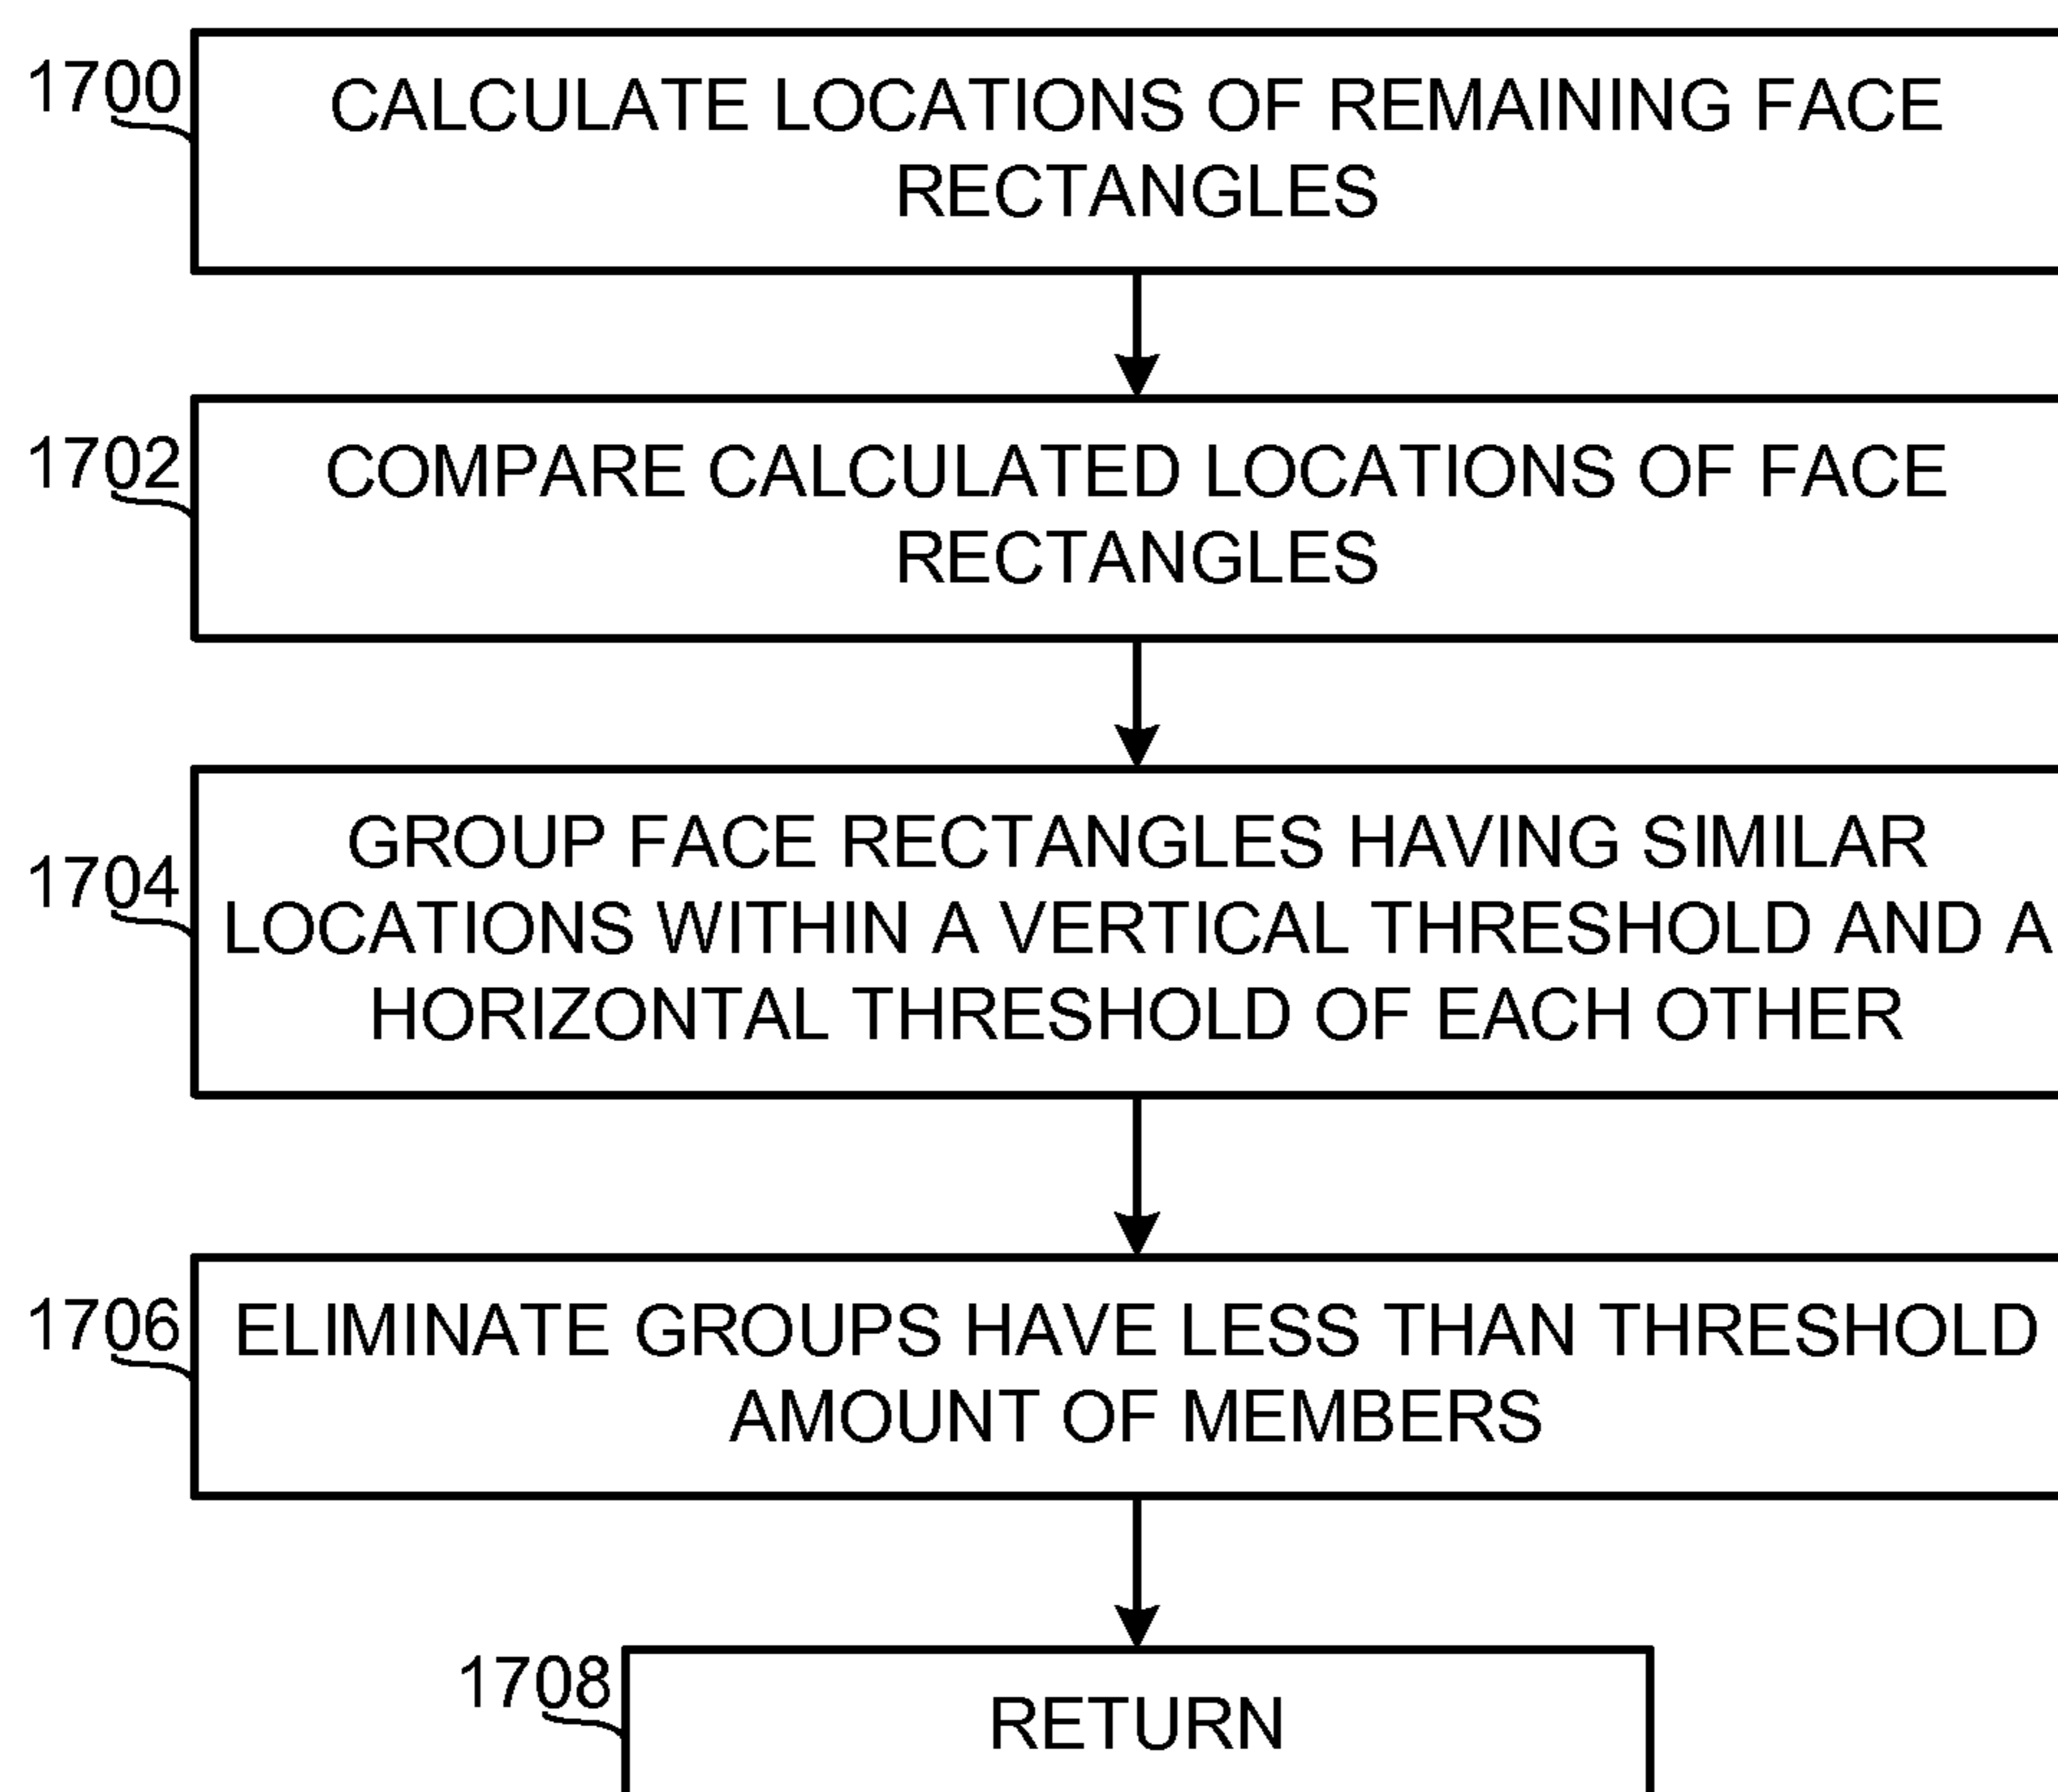 1700
CALCULATE LOCATIONS OF REMAINING FACE
RECTANGLES
1702
COMPARE CALCULATED LOCATIONS OF FACE
RECTANGLES
1704
GROUP FACE RECTANGLES HAVING SIMILAR
LOCATIONS WITHIN A VERTICAL THRESHOLD AND A
HORIZONTAL THRESHOLD OF EACH OTHER
1706
ELIMINATE GROUPS HAVE LESS THAN THRESHOLD
AMOUNT OF MEMBERS
1708
RETURN